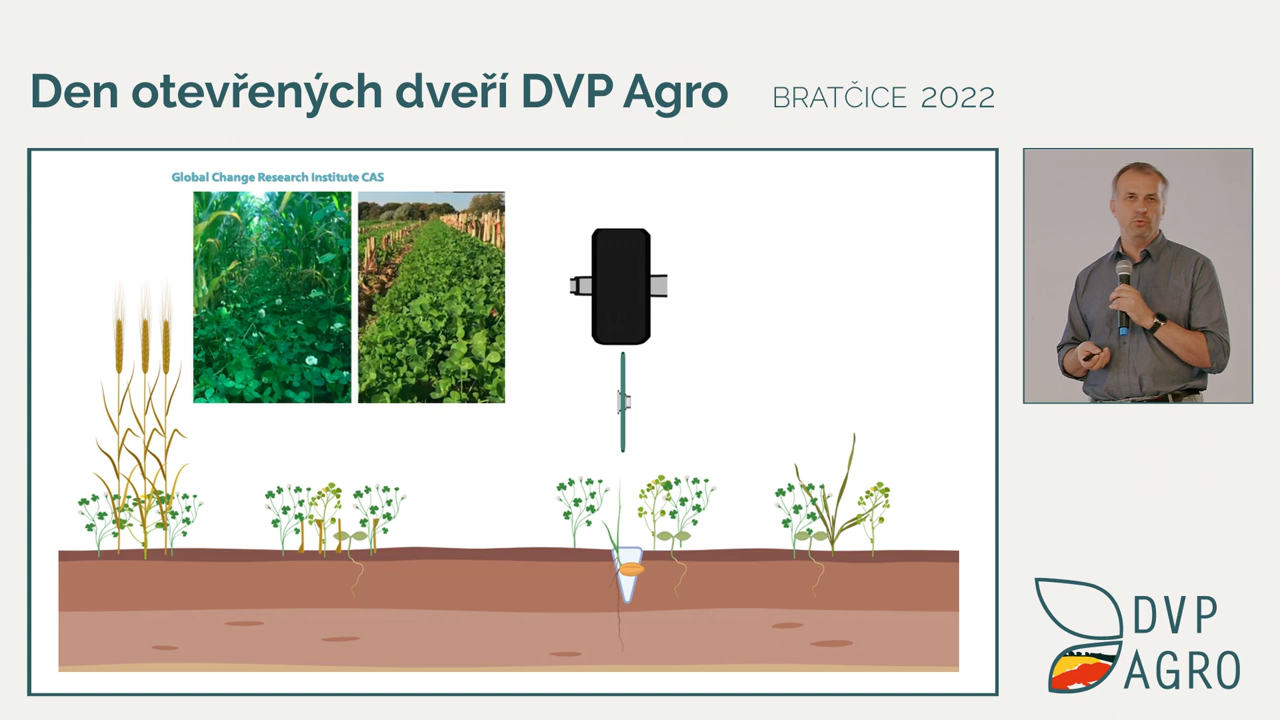 Den otevřených dveří DVP Agro BRATČICE 2022
Global Change Research Institute CAS
DVP
AGRO